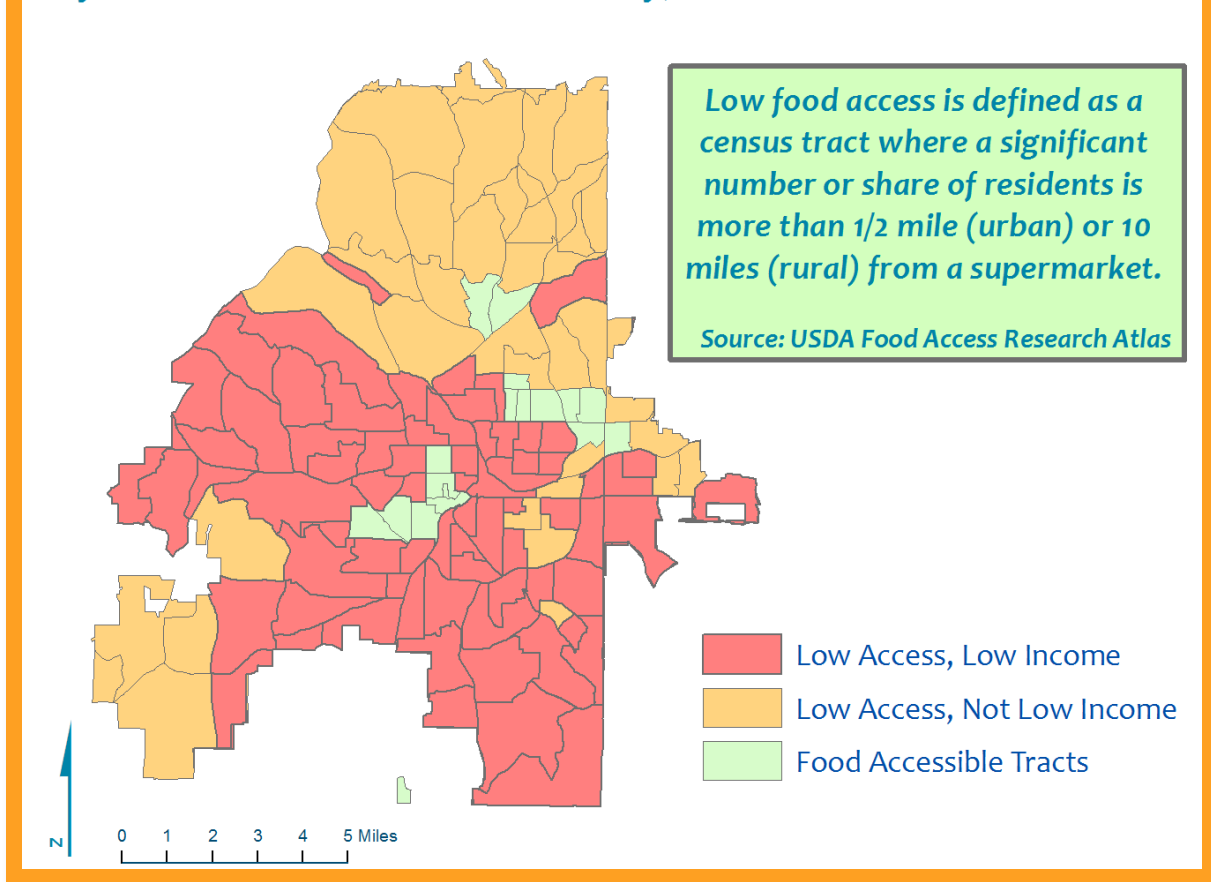 Low food access is defined as a
census tract where a significant
number or share of residents is
more than 1/2 mile (urban) or 10
miles (rural) from a supermarket.
Source: USDA Food Access Research Atlas
Low Access, Low Income
Low Access, Not Low Income
Food Accessible Tracts
N
0 1 2 3 4 5 Miles